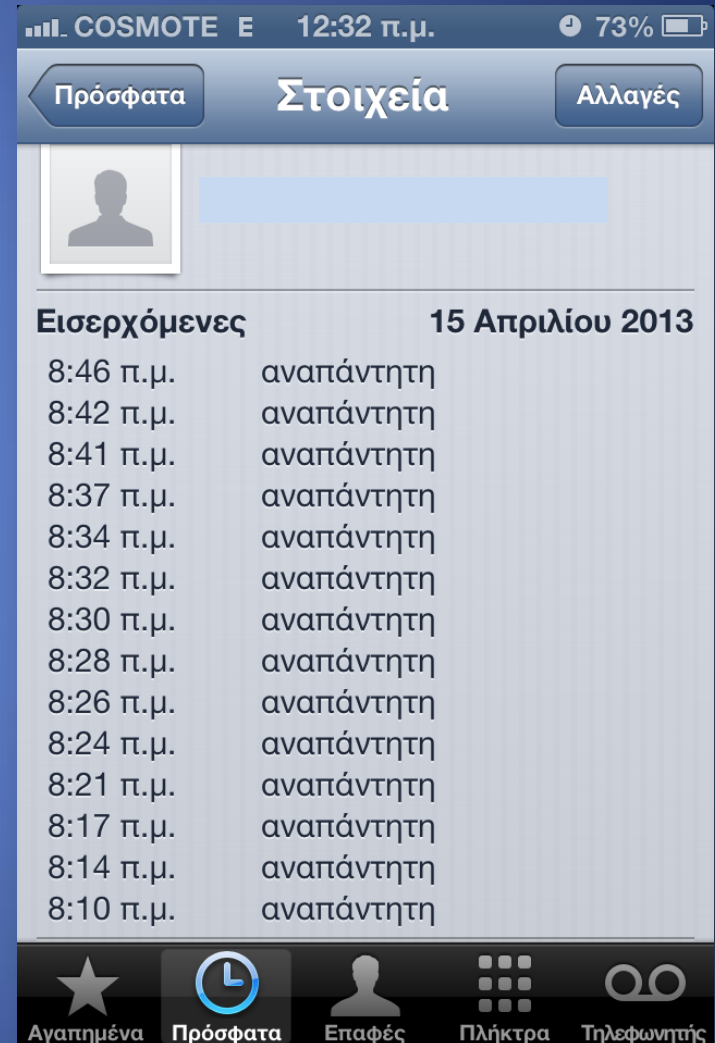 COSMOTE E 12:32 π.μ. 73%
Πρόσφατα Στοιχεία Αλλαγές
Εισερχόμενες 15 Απριλίου 2013
8:46 π.μ. αναπάντητη
8:42 π.μ. αναπάντητη
8:41 π.μ. αναπάντητη
8:37 π.μ. αναπάντητη
8:34 π.μ. αναπάντητη
8:32 π.μ. αναπάντητη
8:30 π.μ. αναπάντητη
8:28 π.μ. αναπάντητη
8:26 π.μ. αναπάντητη
8:24 π.μ. αναπάντητη
8:21 π.μ. αναπάντητη
8:17 π.μ. αναπάντητη
8:14 π.μ. αναπάντητη
8:10 π.μ. αναπάντητη
Αγαπημένα Πρόσφατα Επαφές Πλήκτρα Τηλεφωνητής